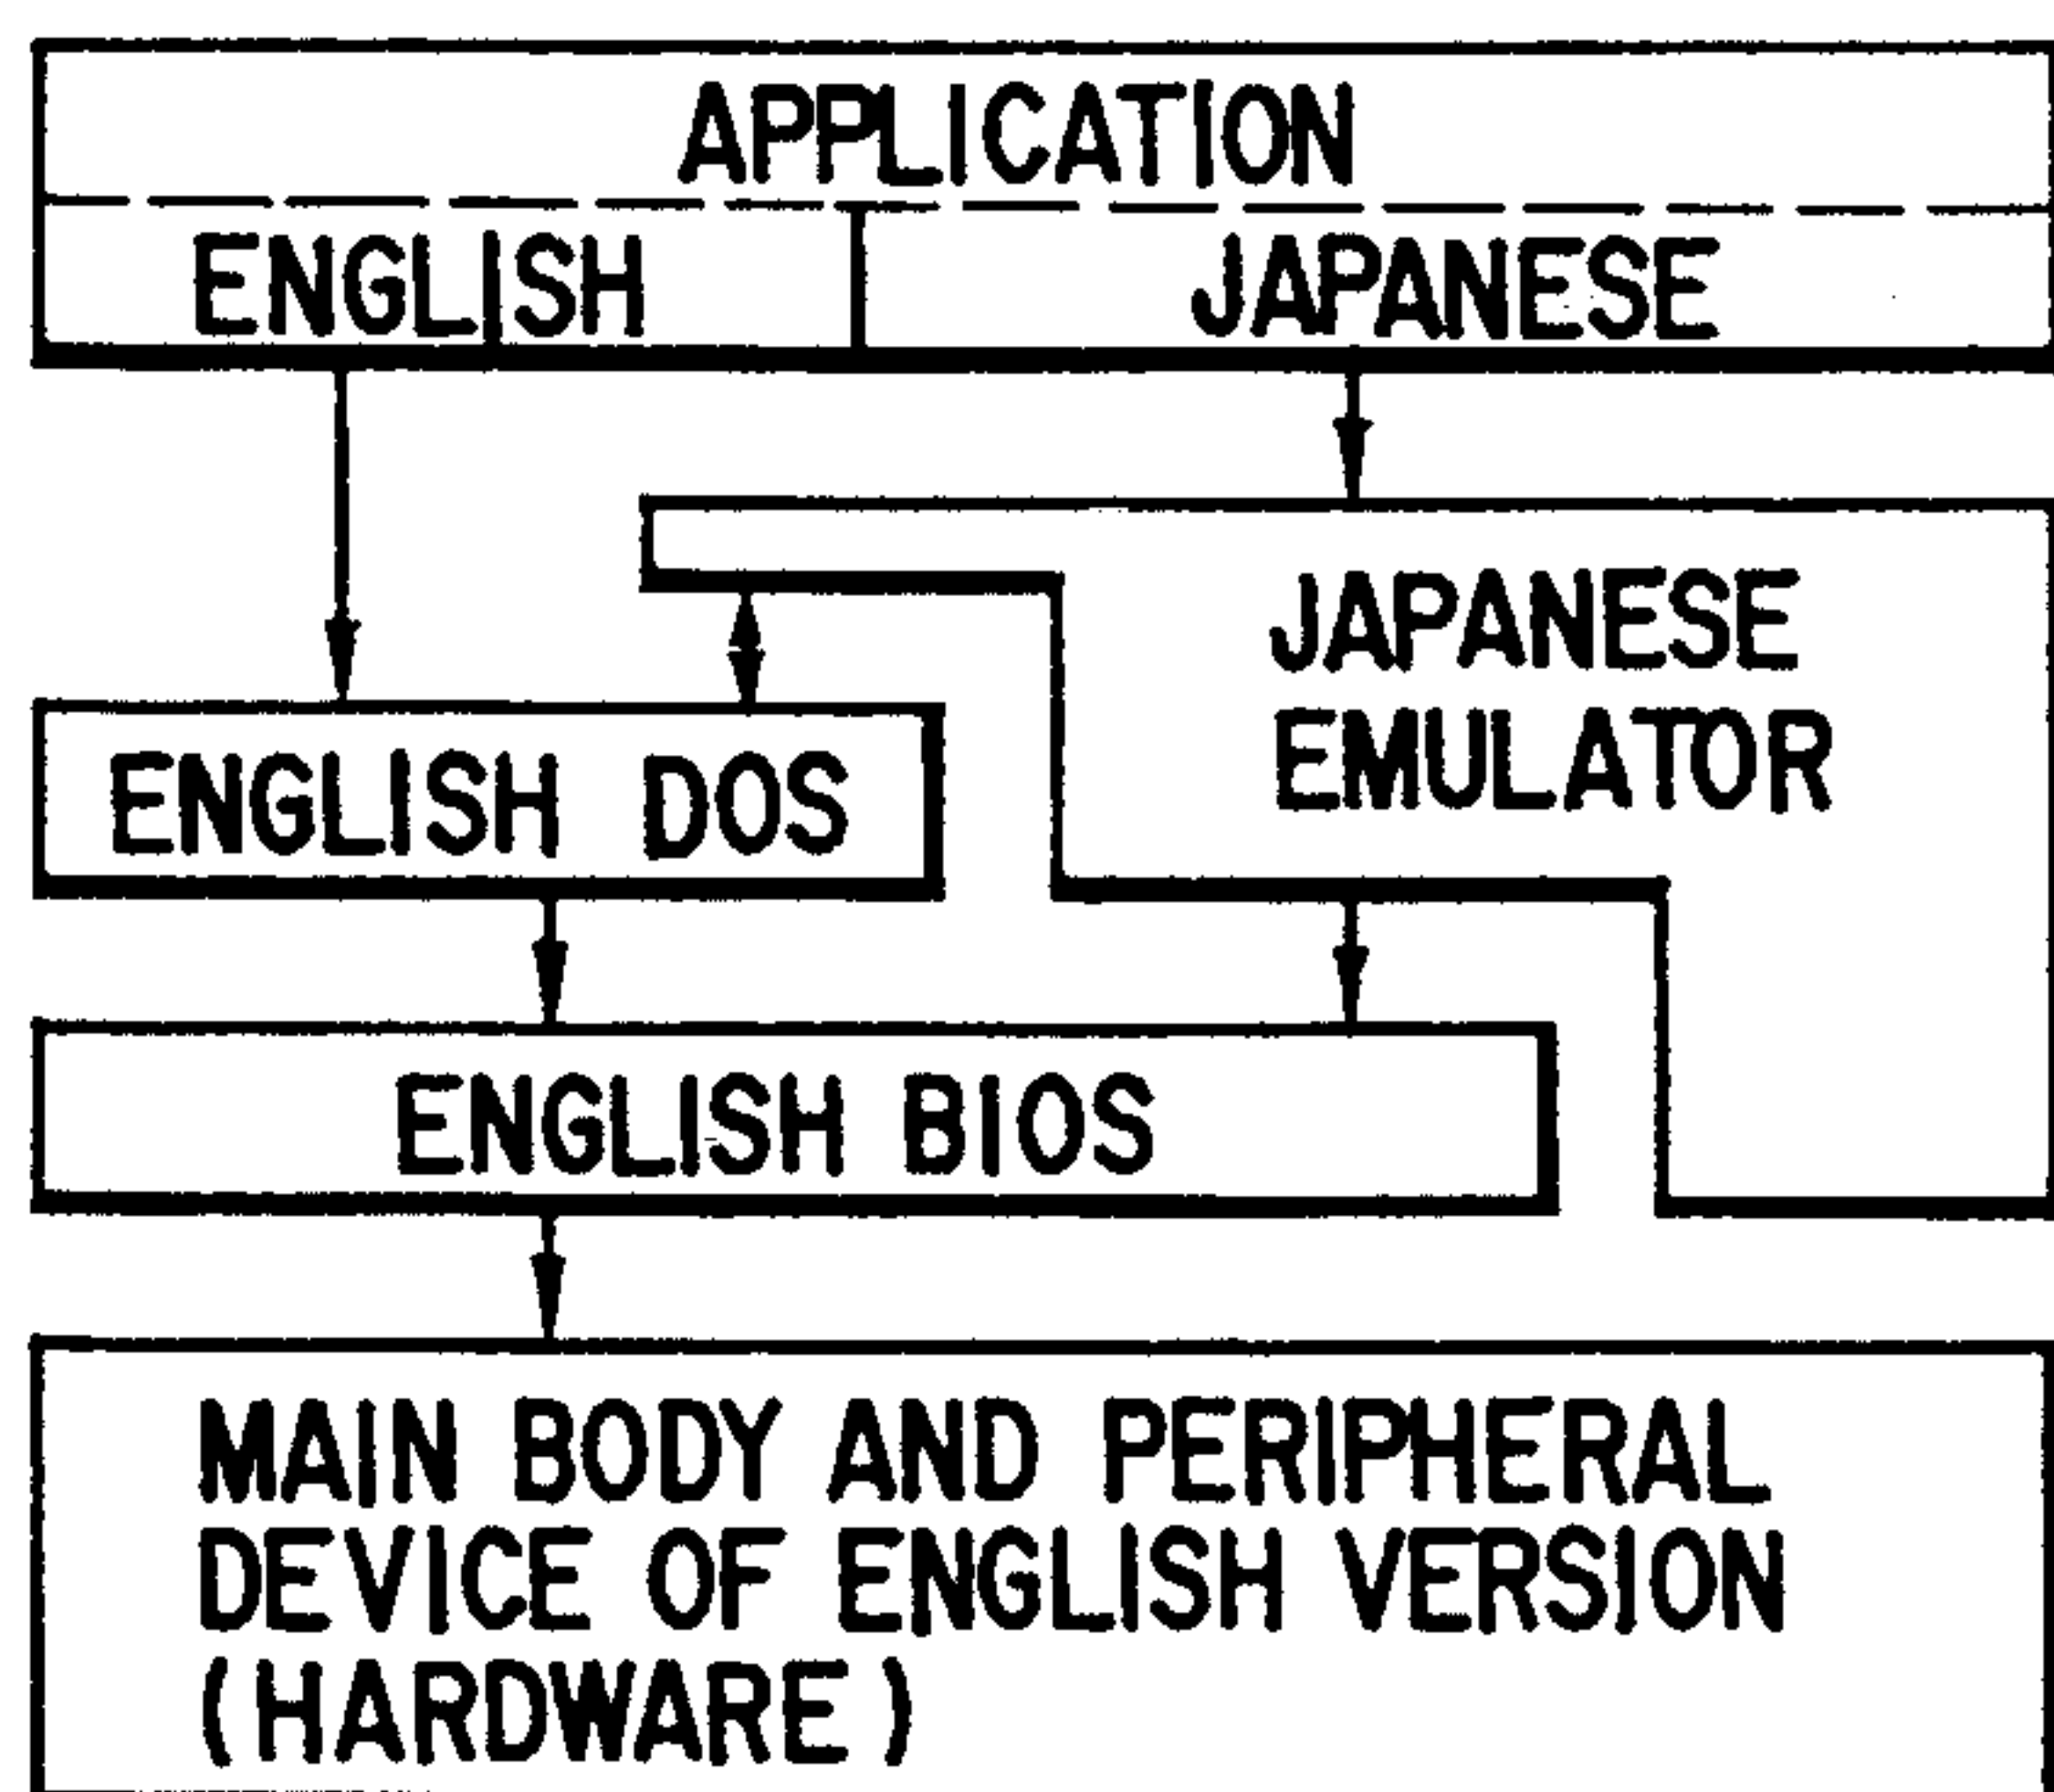 APPLICATION
ENGLISH
JAPANESE
JAPANESE
EMULATOR
ENGLISH DOS
ENGLISH BIOS
MAIN BODY AND PERIPHERAL
DEVICE OF ENGLISH VERSION
(HARDWARE)